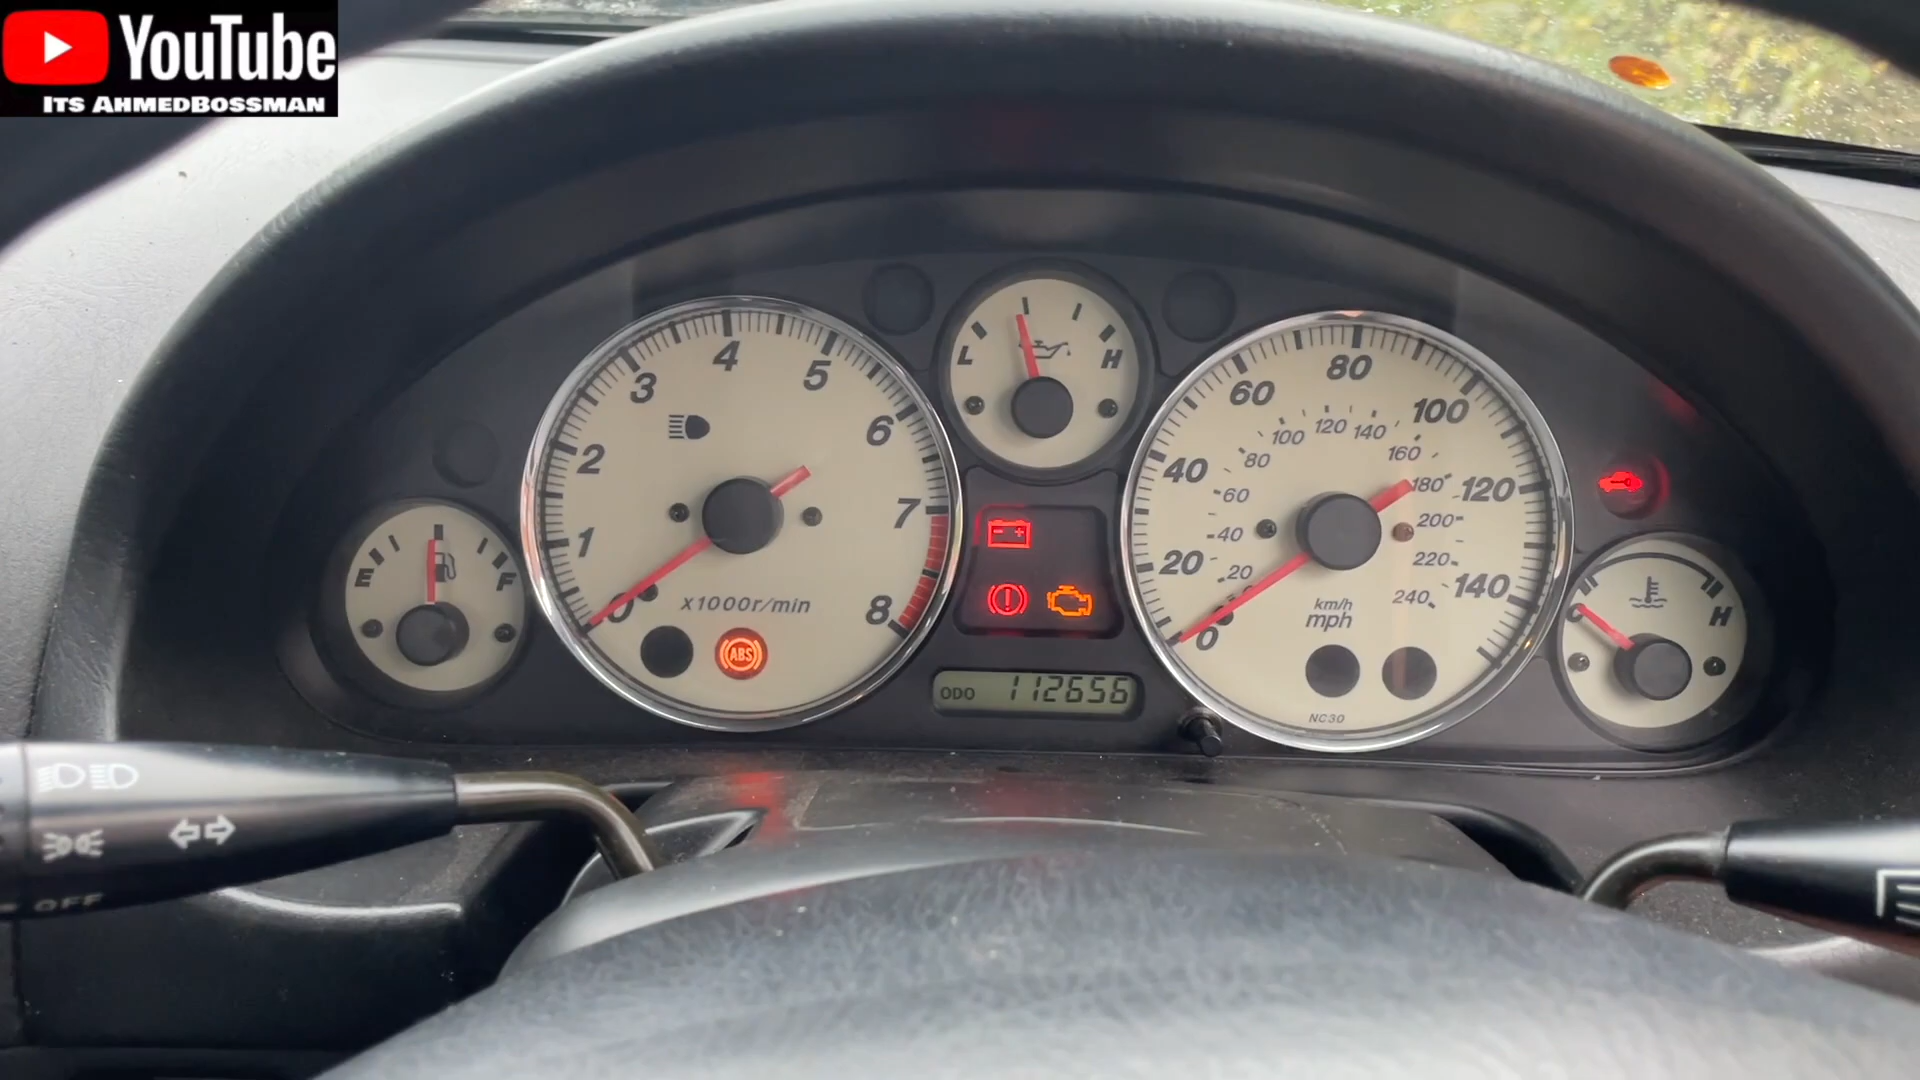 YouTube
ITS AHMEDBOSSMAN
L H
4
3 5
2 6
1 7
0 8
x1000r/min
ABS
E F
80
60 100
40 120
20 140
0
100 120 140
80 160
60 180
40 200
20 220
240
km/h
mph
NC30
C H
ODO 112656
OFF